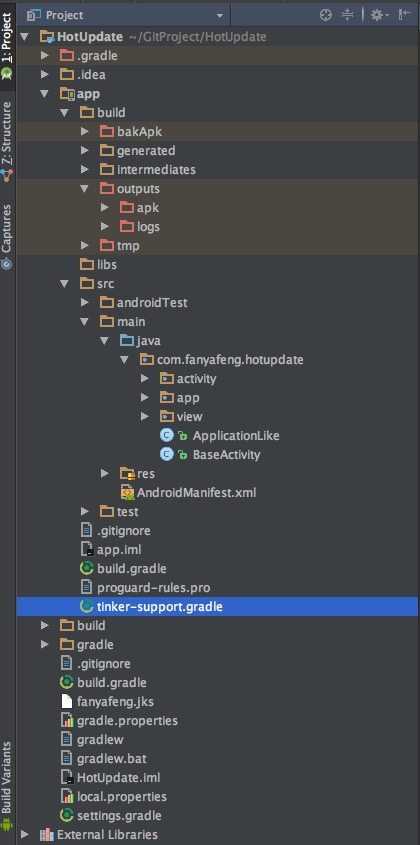 Project
HotUpdate ~/GitProject/HotUpdate
.gradle
.idea
app
build
bakApk
generated
intermediates
outputs
apk
logs
tmp
libs
src
androidTest
main
java
com.fanyafeng.hotupdate
activity
app
view
ApplicationLike
BaseActivity
res
AndroidManifest.xml
test
.gitignore
app.iml
build.gradle
proguard-rules.pro
tinker-support.gradle
build
gradle
.gitignore
build.gradle
fanyafeng.jks
gradle.properties
gradlew
gradlew.bat
HotUpdate.iml
local.properties
settings.gradle
External Libraries
1: Project
Z: Structure
Captures
Build Variants